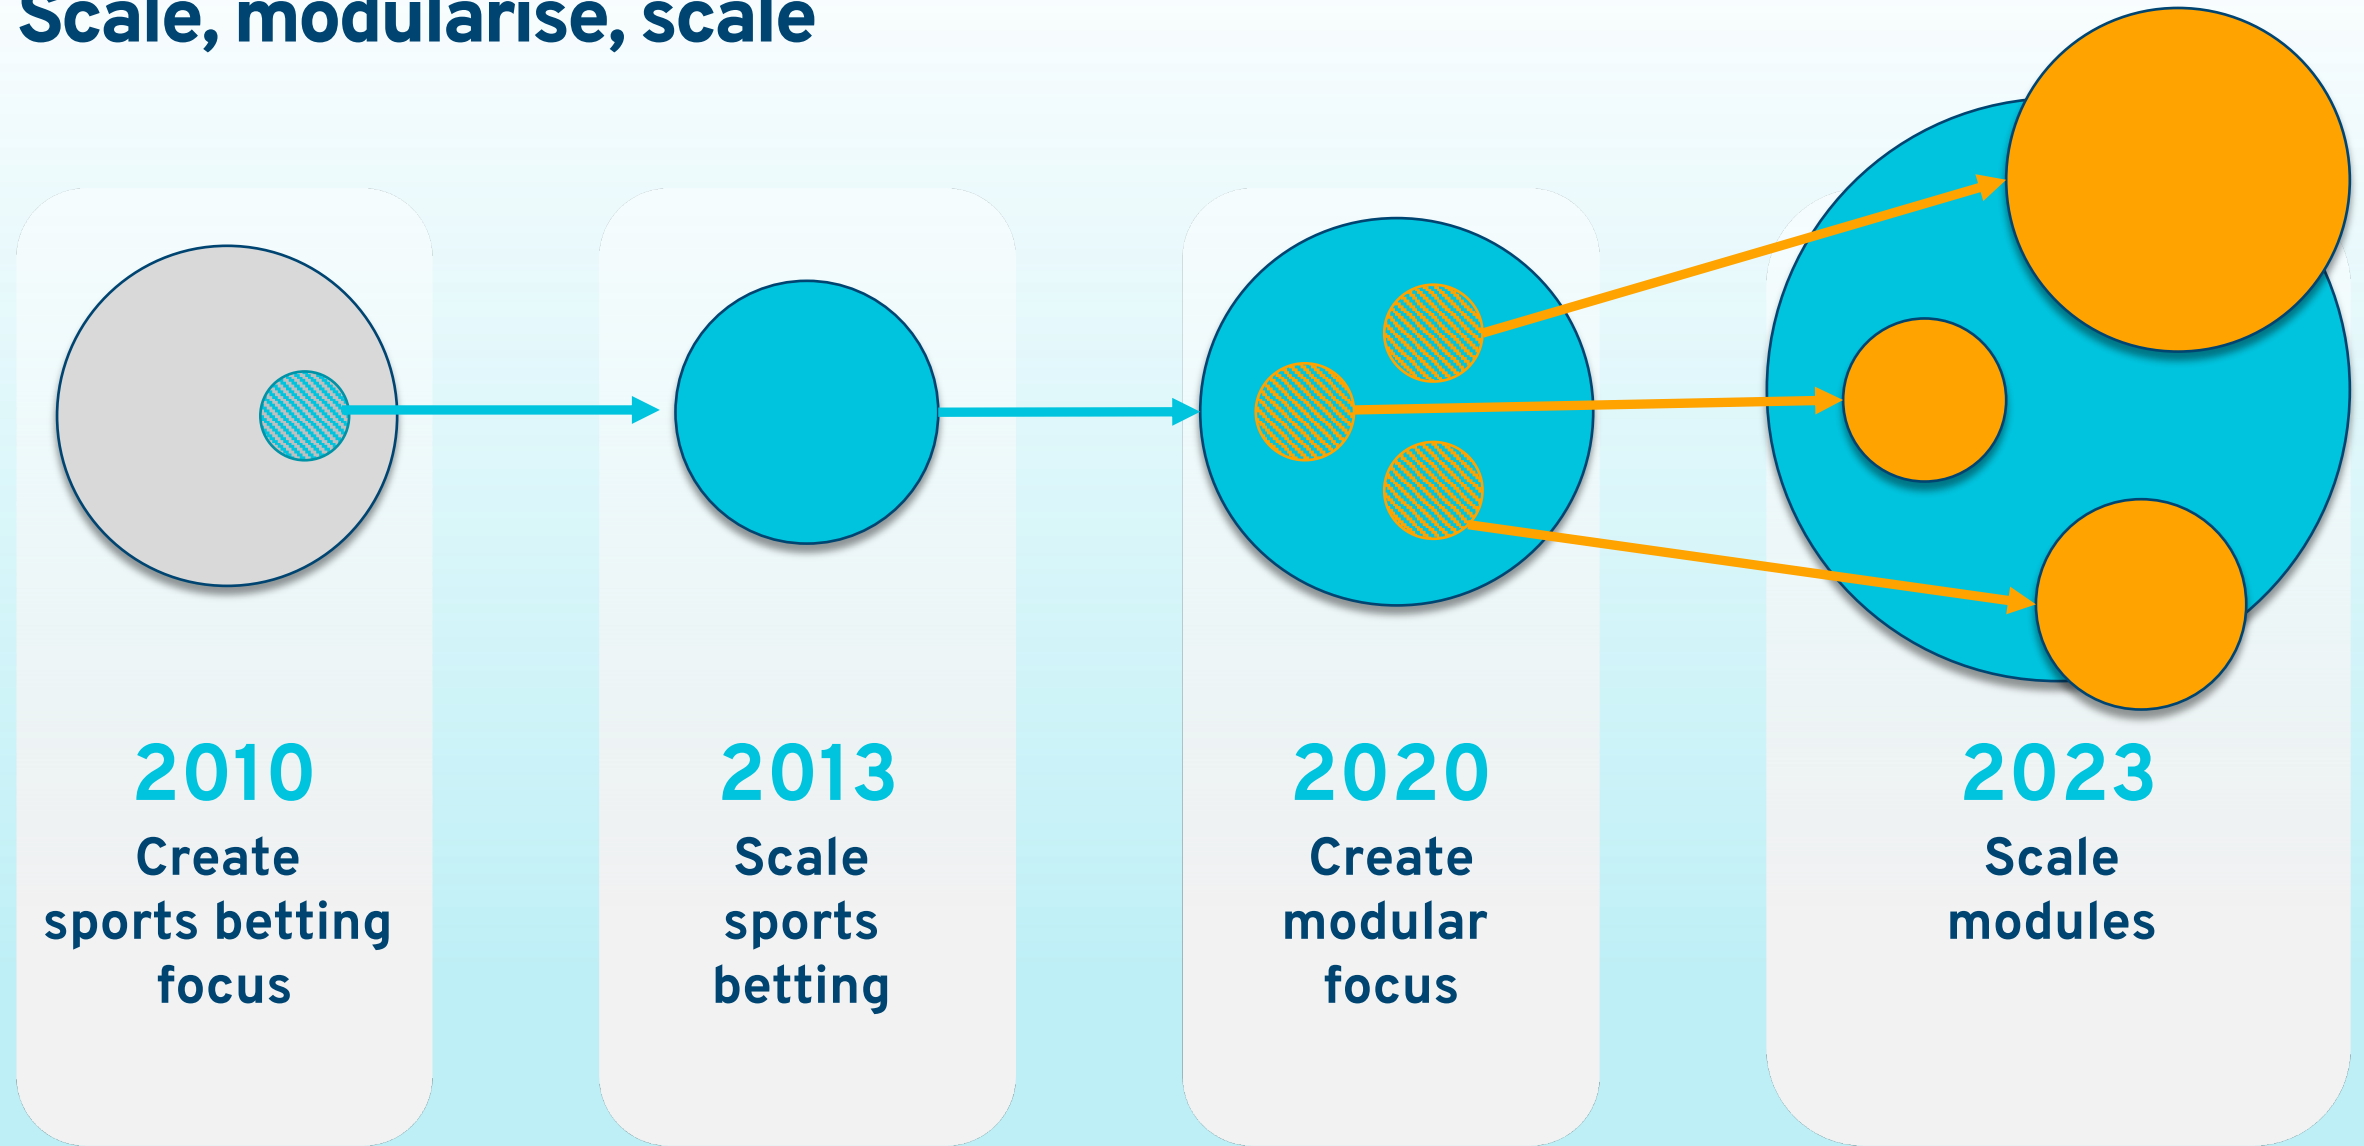 Scale, modularise, scale
2010
Create
sports betting
focus
2013
Scale
sports
betting
2020
Create
modular
focus
2023
Scale
modules